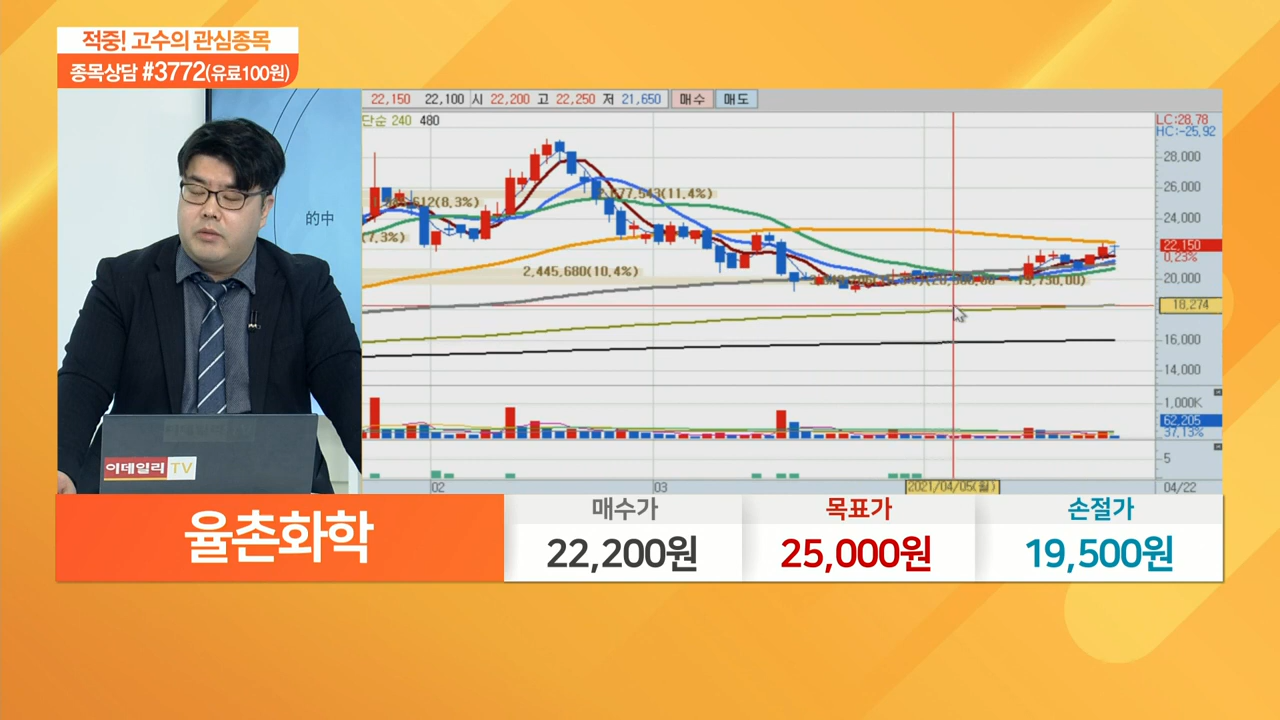 적중! 고수의 관심종목
종목상담 #3772(유료100원)
22,150 22,100 시 22,200 고 22,250 저 21,650 매수 매도
단순 240 480
LC:28.78
HC:-25.92
28,000
26,000
24,000
22,150
0.23%
20,000
18,274
16,000
14,000
612(8.3%)
677,543(11.4%)
(7.3%)
2,445,680(10.4%)
19,730.00)
的中
1,000K
62,205
37.13%
5
02
03
2021/04/05(월)
04/22
이데일리 TV
율촌화학
매수가
22,200원
목표가
25,000원
손절가
19,500원